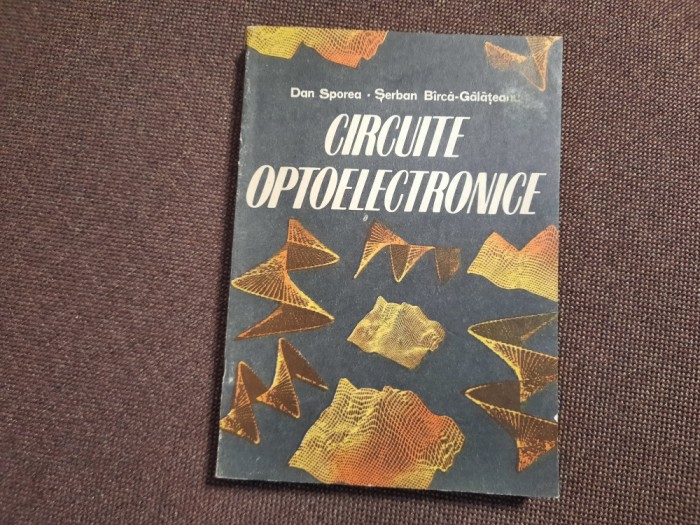 Dan Sporea · Şerban Bîrcă-Gălăţeanu
CIRCUITE
OPTOELECTRONICE